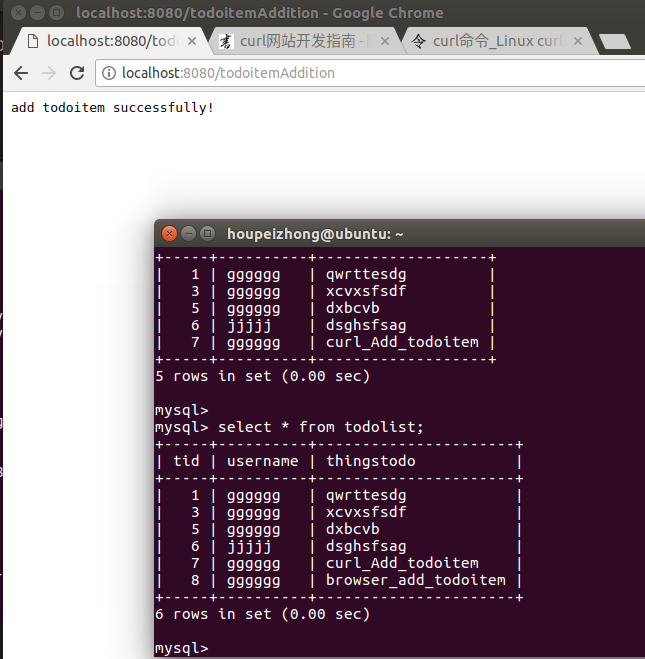 localhost:8080/todoitemAddition - Google Chrome
localhost:8080/tod curl网站开发指南 - 令 curl命令_Linux cur
localhost:8080/todoitemAddition
add todoitem successfully!
houpeizhong@ubuntu: ~
+-----+----------+-------------------+
|   1 | gggggg   | qwrttesdg         |
|   3 | gggggg   | xcvxsfsdf         |
|   5 | gggggg   | dxbcvb            |
|   6 | jjjjj    | dsghsfsag         |
|   7 | gggggg   | curl_Add_todoitem |
+-----+----------+-------------------+
5 rows in set (0.00 sec)
mysql>
mysql> select * from todolist;
+-----+----------+----------------------+
| tid | username | thingstodo           |
+-----+----------+----------------------+
|   1 | gggggg   | qwrttesdg            |
|   3 | gggggg   | xcvxsfsdf            |
|   5 | gggggg   | dxbcvb               |
|   6 | jjjjj    | dsghsfsag            |
|   7 | gggggg   | curl_Add_todoitem    |
|   8 | gggggg   | browser_add_todoitem |
+-----+----------+----------------------+
6 rows in set (0.00 sec)
mysql>